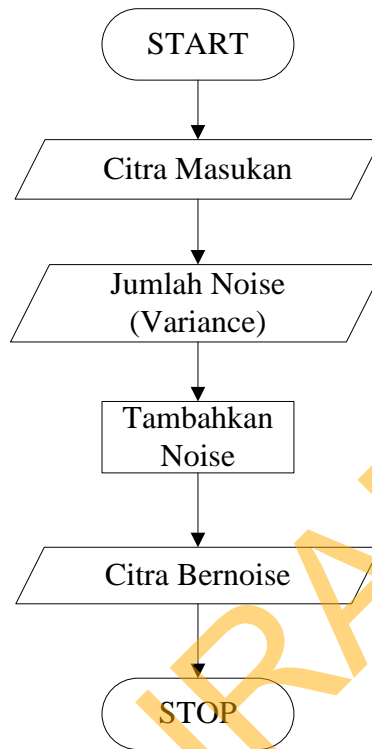 START
Citra Masukan
Jumlah Noise
(Variance)
Tambahkan
Noise
Citra Bernoise
STOP